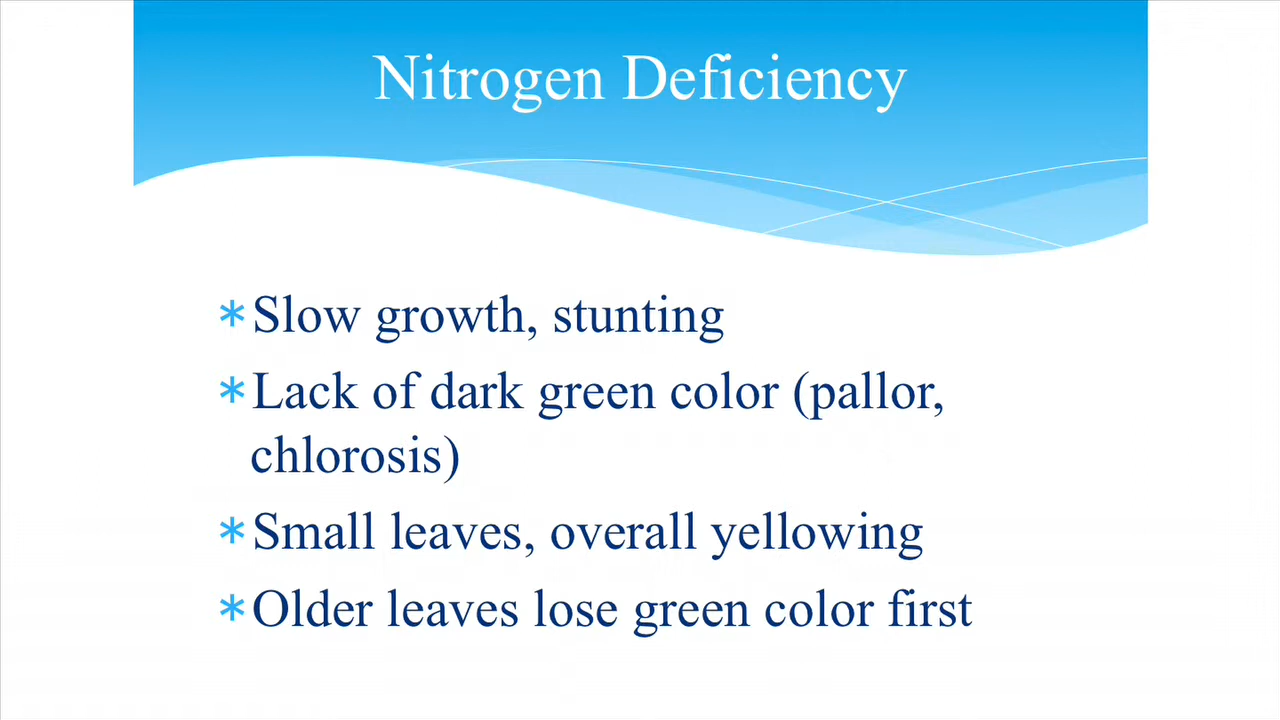 Nitrogen Deficiency
*Slow growth, stunting
*Lack of dark green color (pallor,
chlorosis)
*Small leaves, overall yellowing
*Older leaves lose green color first